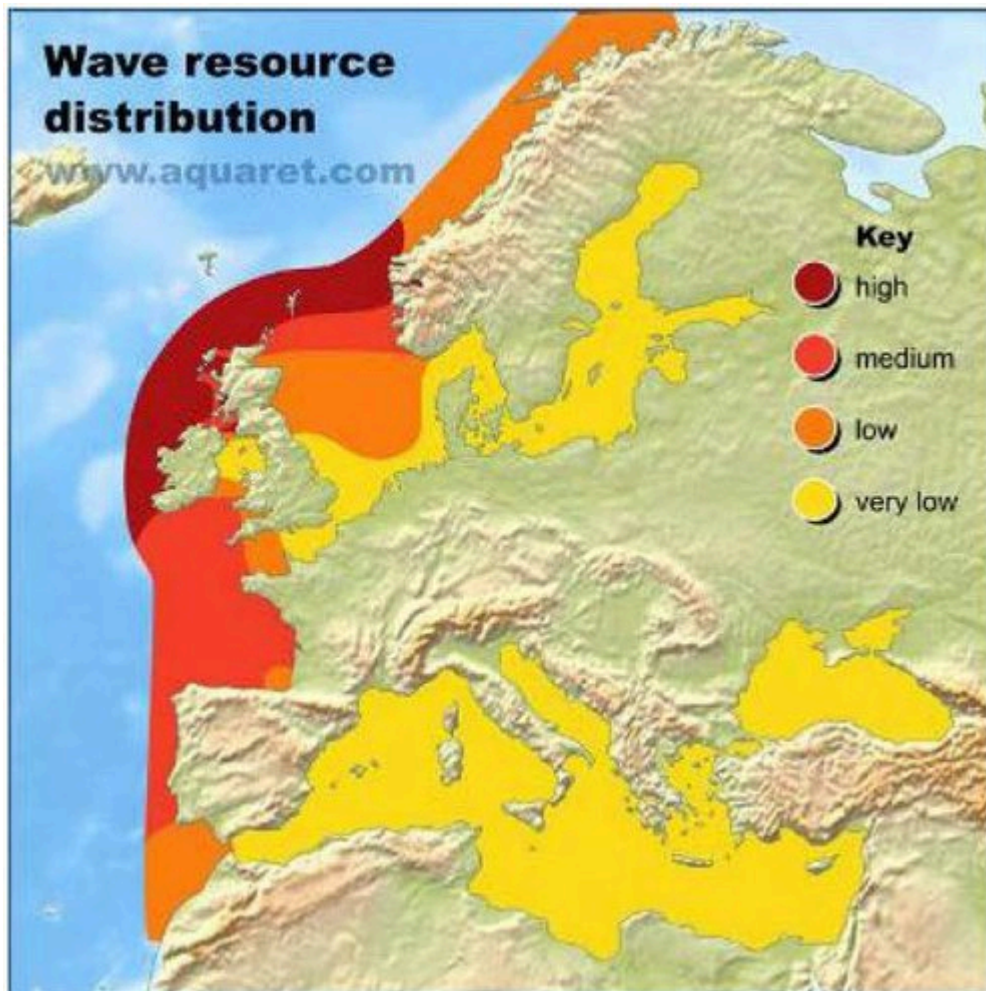 Wave resource
distribution
www.aquaret.com
Key
high
medium
low
very low